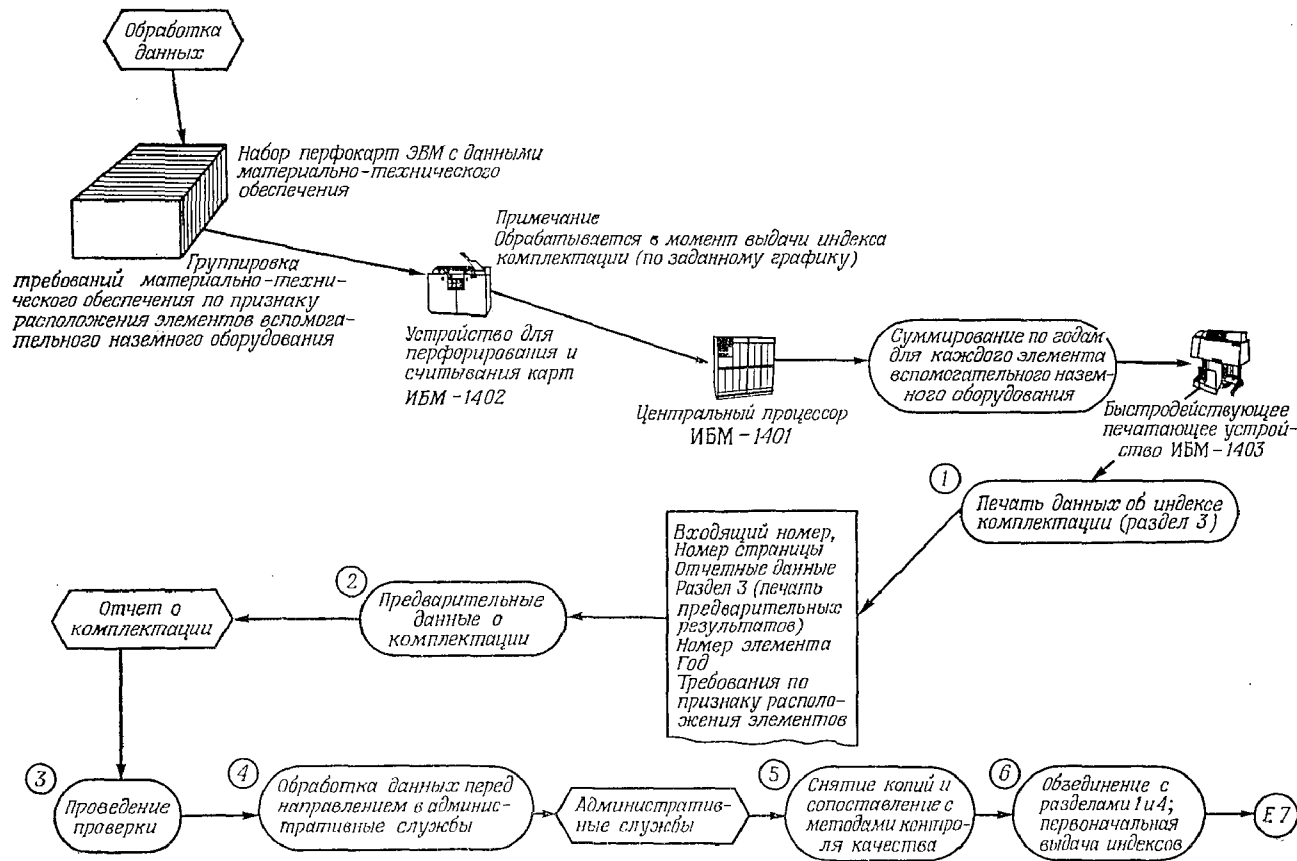 Обработка
данных
Набор перфокарт ЭВМ с данными
материально-технического
обеспечения
Группировка
требований материально-техни-
ческого обеспечения по признаку
расположения элементов вспомога-
тельного наземного оборудования
Примечание
Обрабатывается в момент выдачи индекса
комплектации (по заданному графику)
Устройство для
перфорирования и
считывания карт
ИБМ-1402
Центральный процессор
ИБМ-1401
Суммирование по годам
для каждого элемента
вспомогательного назем-
ного оборудования
Быстродействующее
печатающее устрой-
ство ИБМ-1403
1
Печать данных об индексе
комплектации (раздел 3)
Входящий номер,
Номер страницы
Отчетные данные
Раздел 3 (печать
предварительных
результатов)
Номер элемента
Год
Требования по
признаку располо-
жения элементов
2
Предварительные
данные о
комплектации
Отчет о
комплектации
3
Проведение
проверки
4
Обработка данных перед
направлением в админис-
тративные службы
Административ-
ные службы
5
Снятие копий и
сопоставление с
методами контро-
ля качества
6
Объединение с
разделами 1 и 4;
первоначальная
выдача индексов
Е 7